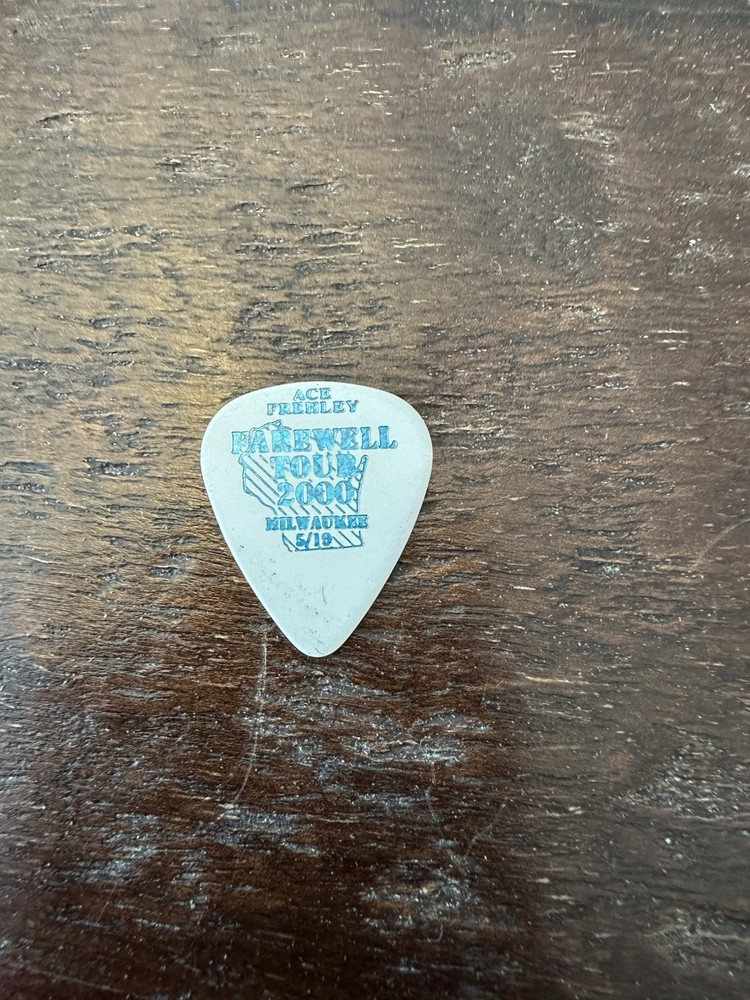 ACE
FREHLEY
FAREWELL
TOUR
2000
MILWAUKEE
5/19